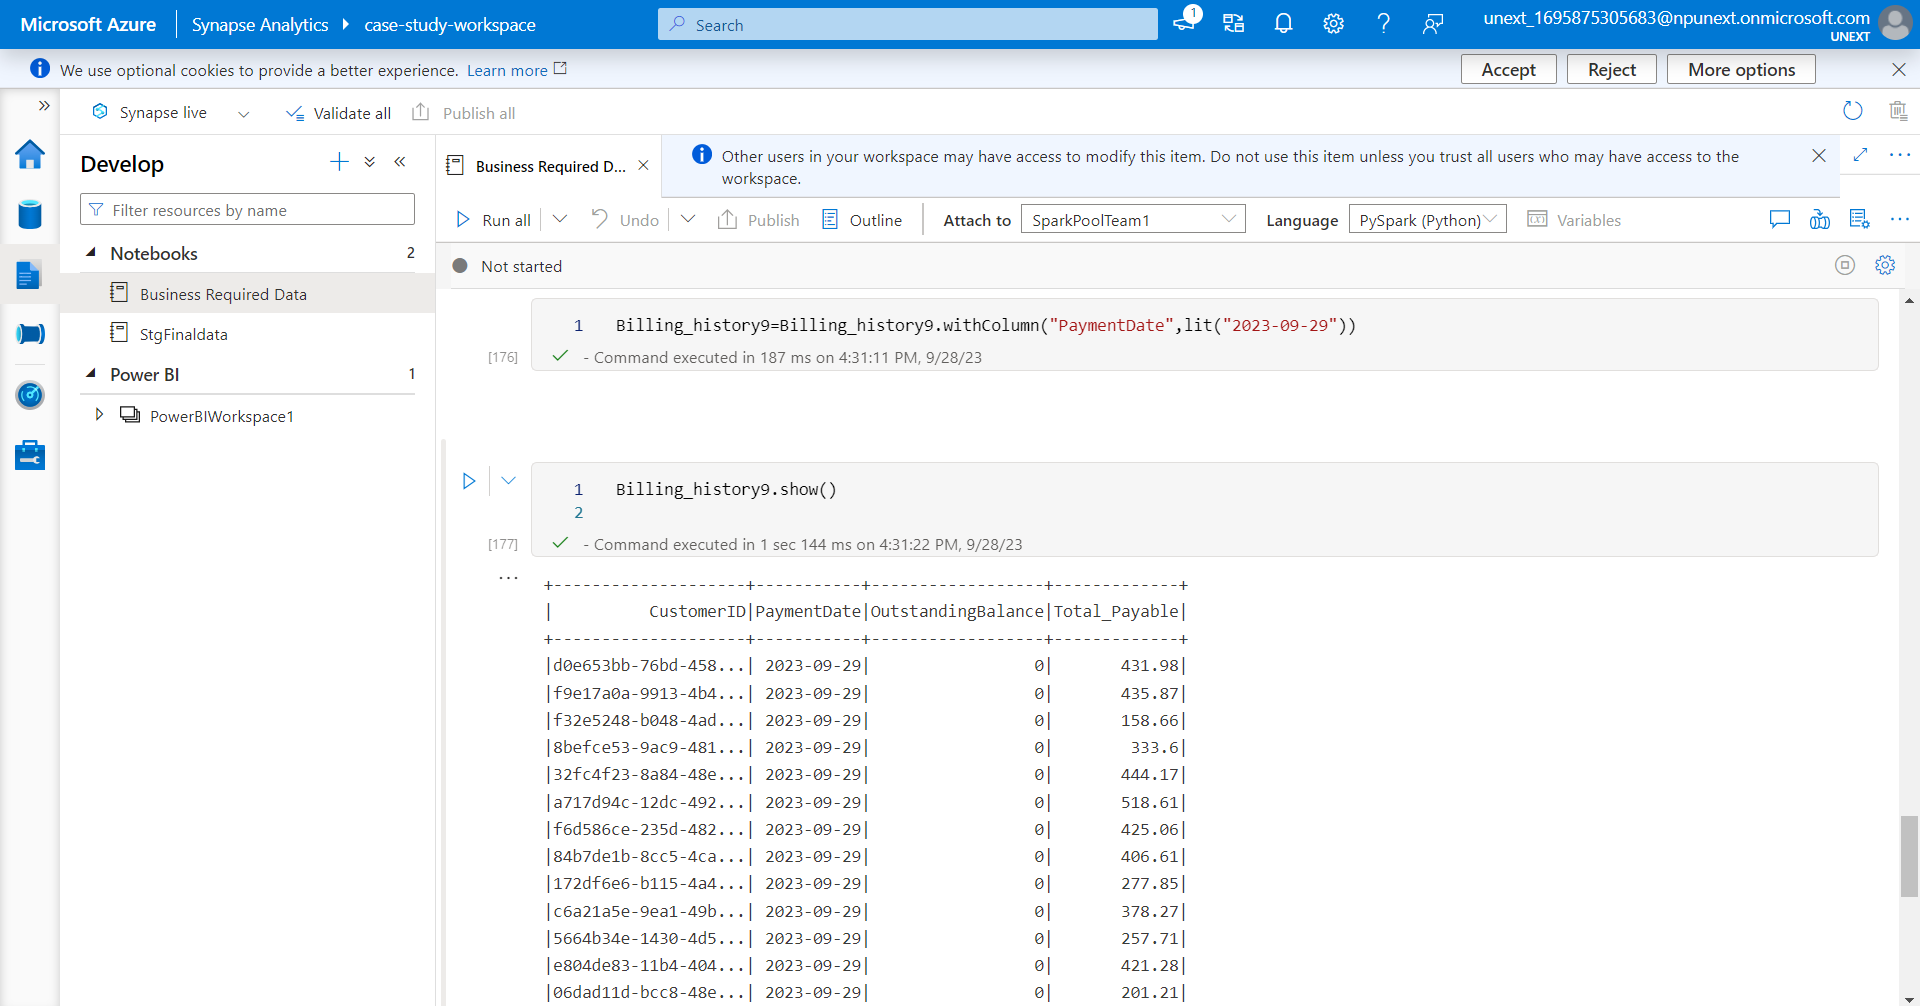 Microsoft Azure
Synapse Analytics
case-study-workspace
Search
1
unext_1695875305683@npunext.onmicrosoft.com
UNEXT
We use optional cookies to provide a better experience. Learn more
Accept
Reject
More options
Synapse live
Validate all
Publish all
Develop
Filter resources by name
Notebooks 2
Business Required Data
StgFinaldata
Power BI 1
PowerBIWorkspace1
Business Required D...
Other users in your workspace may have access to modify this item. Do not use this item unless you trust all users who may have access to the
workspace.
Run all
Undo
Publish
Outline
Attach to
SparkPoolTeam1
Language
PySpark (Python)
Variables
Not started
1 Billing_history9=Billing_history9.withColumn("PaymentDate",lit("2023-09-29"))
[176] - Command executed in 187 ms on 4:31:11 PM, 9/28/23
1 Billing_history9.show()
2
[177] - Command executed in 1 sec 144 ms on 4:31:22 PM, 9/28/23
+--------------------+-----------+------------------+-------------+
|          CustomerID|PaymentDate|OutstandingBalance|Total_Payable|
+--------------------+-----------+------------------+-------------+
|d0e653bb-76bd-458...| 2023-09-29|                 0|       431.98|
|f9e17a0a-9913-4b4...| 2023-09-29|                 0|       435.87|
|f32e5248-b048-4ad...| 2023-09-29|                 0|       158.66|
|8befce53-9ac9-481...| 2023-09-29|                 0|        333.6|
|32fc4f23-8a84-48e...| 2023-09-29|                 0|       444.17|
|a717d94c-12dc-492...| 2023-09-29|                 0|       518.61|
|f6d586ce-235d-482...| 2023-09-29|                 0|       425.06|
|84b7de1b-8cc5-4ca...| 2023-09-29|                 0|       406.61|
|172df6e6-b115-4a4...| 2023-09-29|                 0|       277.85|
|c6a21a5e-9ea1-49b...| 2023-09-29|                 0|       378.27|
|5664b34e-1430-4d5...| 2023-09-29|                 0|       257.71|
|e804de83-11b4-404...| 2023-09-29|                 0|       421.28|
|06dad11d-bcc8-48e...| 2023-09-29|                 0|       201.21|